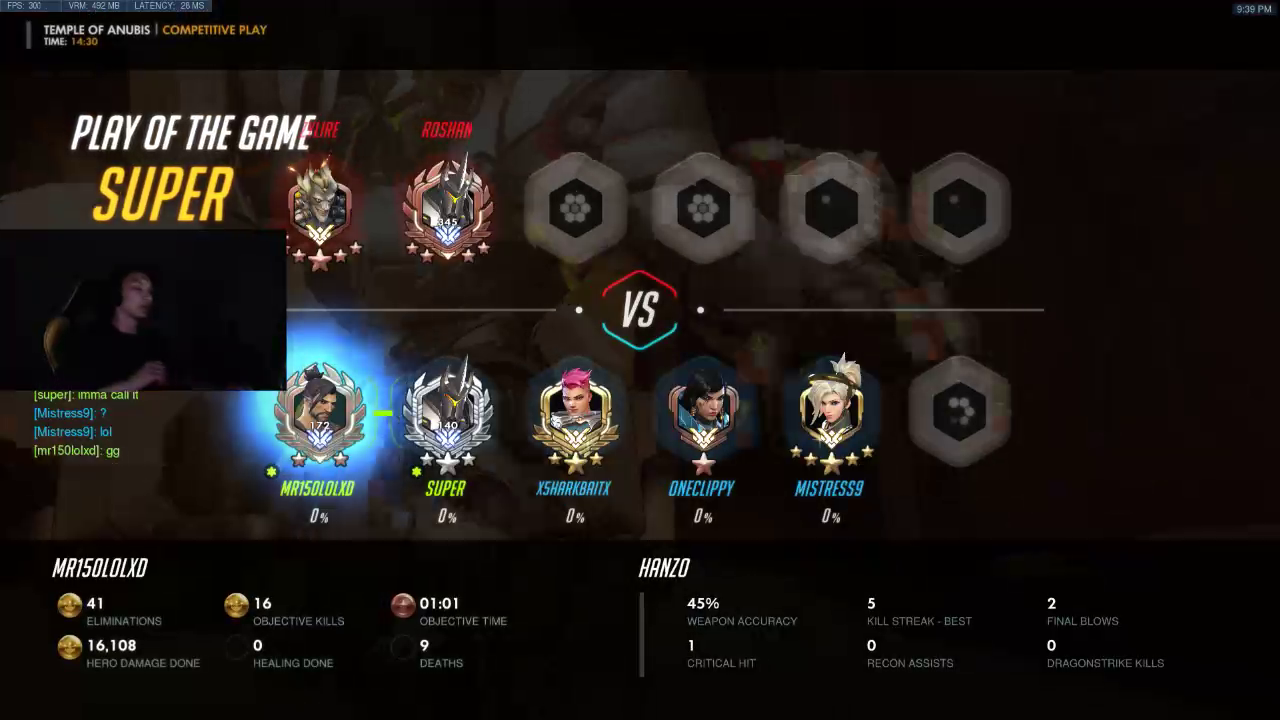 FPS: 300 VRM: 492 MB LATENCY: 26 MS
9:39 PM
TEMPLE OF ANUBIS | COMPETITIVE PLAY
TIME: 14:30
PLAY OF THE GAME
SUPER
ROSHAN
345
VS
[super]: imma call it
[Mistress9]: ?
[Mistress9]: lol
[mr150lolxd]: gg
172
140
MR150LOLXD SUPER X5HARKBAITX ONECLIPPY MISTRESS9
0% 0% 0% 0% 0%
MR150LOLXD
41 ELIMINATIONS
16 OBJECTIVE KILLS
01:01 OBJECTIVE TIME
16,108 HERO DAMAGE DONE
0 HEALING DONE
9 DEATHS
HANZO
45% WEAPON ACCURACY
5 KILL STREAK - BEST
2 FINAL BLOWS
1 CRITICAL HIT
0 RECON ASSISTS
0 DRAGONSTRIKE KILLS